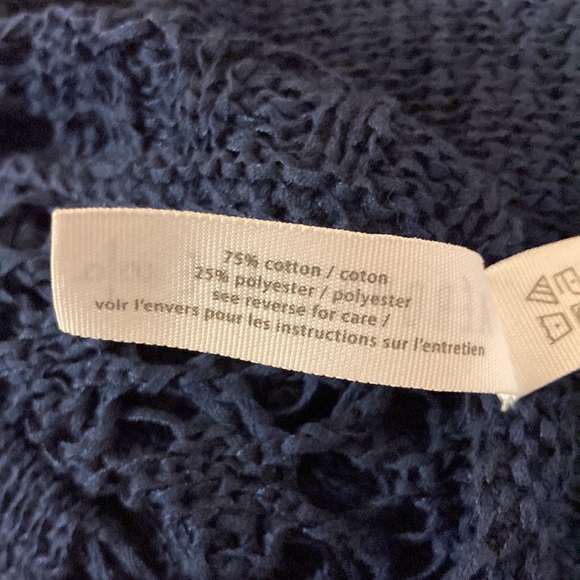 75% cotton / coton
25% polyester / polyester
see reverse for care /
voir l'envers pour les instructions sur l'entretien